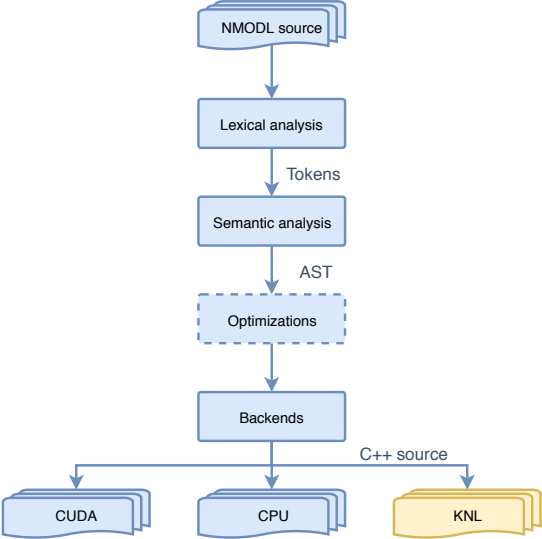 NMODL source
Lexical analysis
Tokens
Semantic analysis
AST
Optimizations
Backends
C++ source
CUDA
CPU
KNL